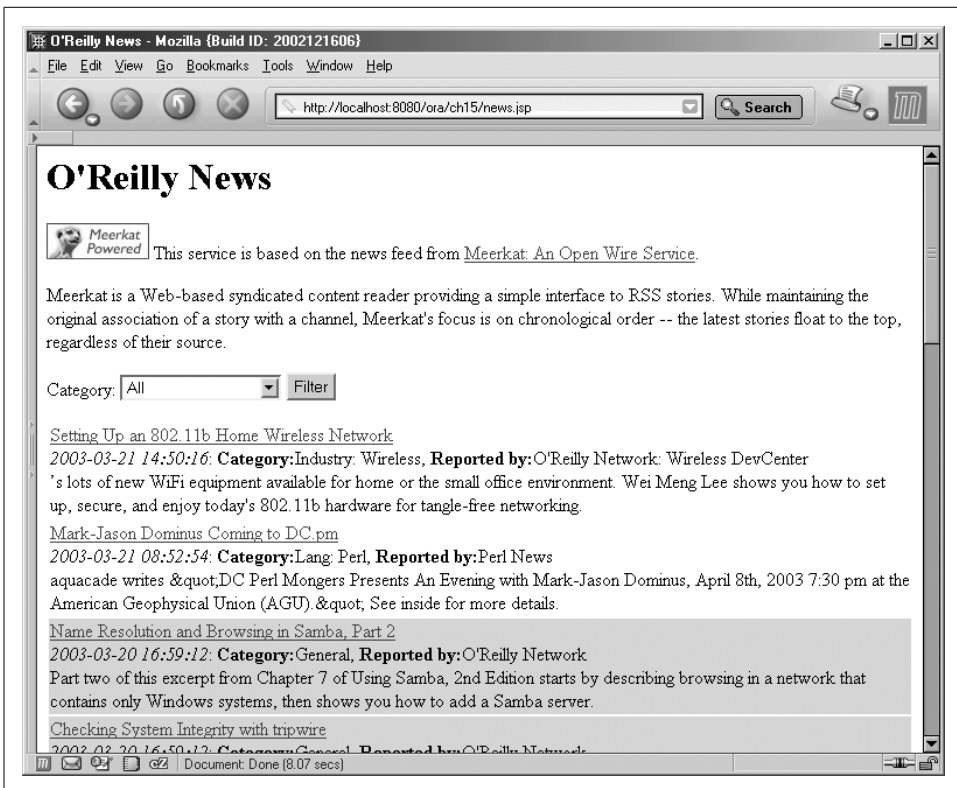 O'Reilly News - Mozilla {Build ID: 2002121606}
File Edit View Go Bookmarks Tools Window Help
http://localhost:8080/ora/ch15/news.jsp
Search
O'Reilly News
Meerkat
Powered
This service is based on the news feed from Meerkat: An Open Wire Service.
Meerkat is a Web-based syndicated content reader providing a simple interface to RSS stories. While maintaining the
original association of a story with a channel, Meerkat's focus is on chronological order -- the latest stories float to the top,
regardless of their source.
Category: All Filter
Setting Up an 802.11b Home Wireless Network
2003-03-21 14:50:16: Category:Industry: Wireless, Reported by:O'Reilly Network: Wireless DevCenter
's lots of new WiFi equipment available for home or the small office environment. Wei Meng Lee shows you how to set
up, secure, and enjoy today's 802.11b hardware for tangle-free networking.
Mark-Jason Dominus Coming to DC.pm
2003-03-21 08:52:54: Category:Lang: Perl, Reported by:Perl News
aquacade writes &quot;DC Perl Mongers Presents An Evening with Mark-Jason Dominus, April 8th, 2003 7:30 pm at the
American Geophysical Union (AGU).&quot; See inside for more details.
Name Resolution and Browsing in Samba, Part 2
2003-03-20 16:59:12: Category:General, Reported by:O'Reilly Network
Part two of this excerpt from Chapter 7 of Using Samba, 2nd Edition starts by describing browsing in a network that
contains only Windows systems, then shows you how to add a Samba server.
Checking System Integrity with tripwire
2003-03-20 16:59:12: Category:General, Reported by:O'Reilly Network
Document: Done (8.07 secs)